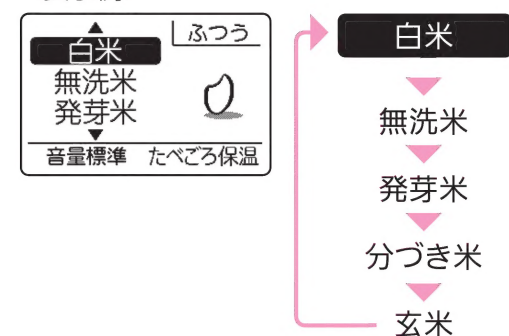 ふつう
白米
無洗米
発芽米
音量標準 たべごろ保温
白米
無洗米
発芽米
分づき米
玄米